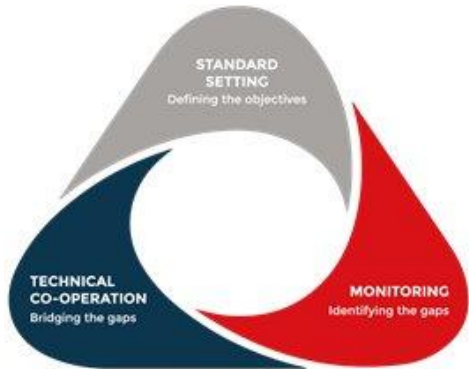 STANDARD
SETTING
Defining the objectives
TECHNICAL
CO-OPERATION
Bridging the gaps
MONITORING
Identifying the gaps